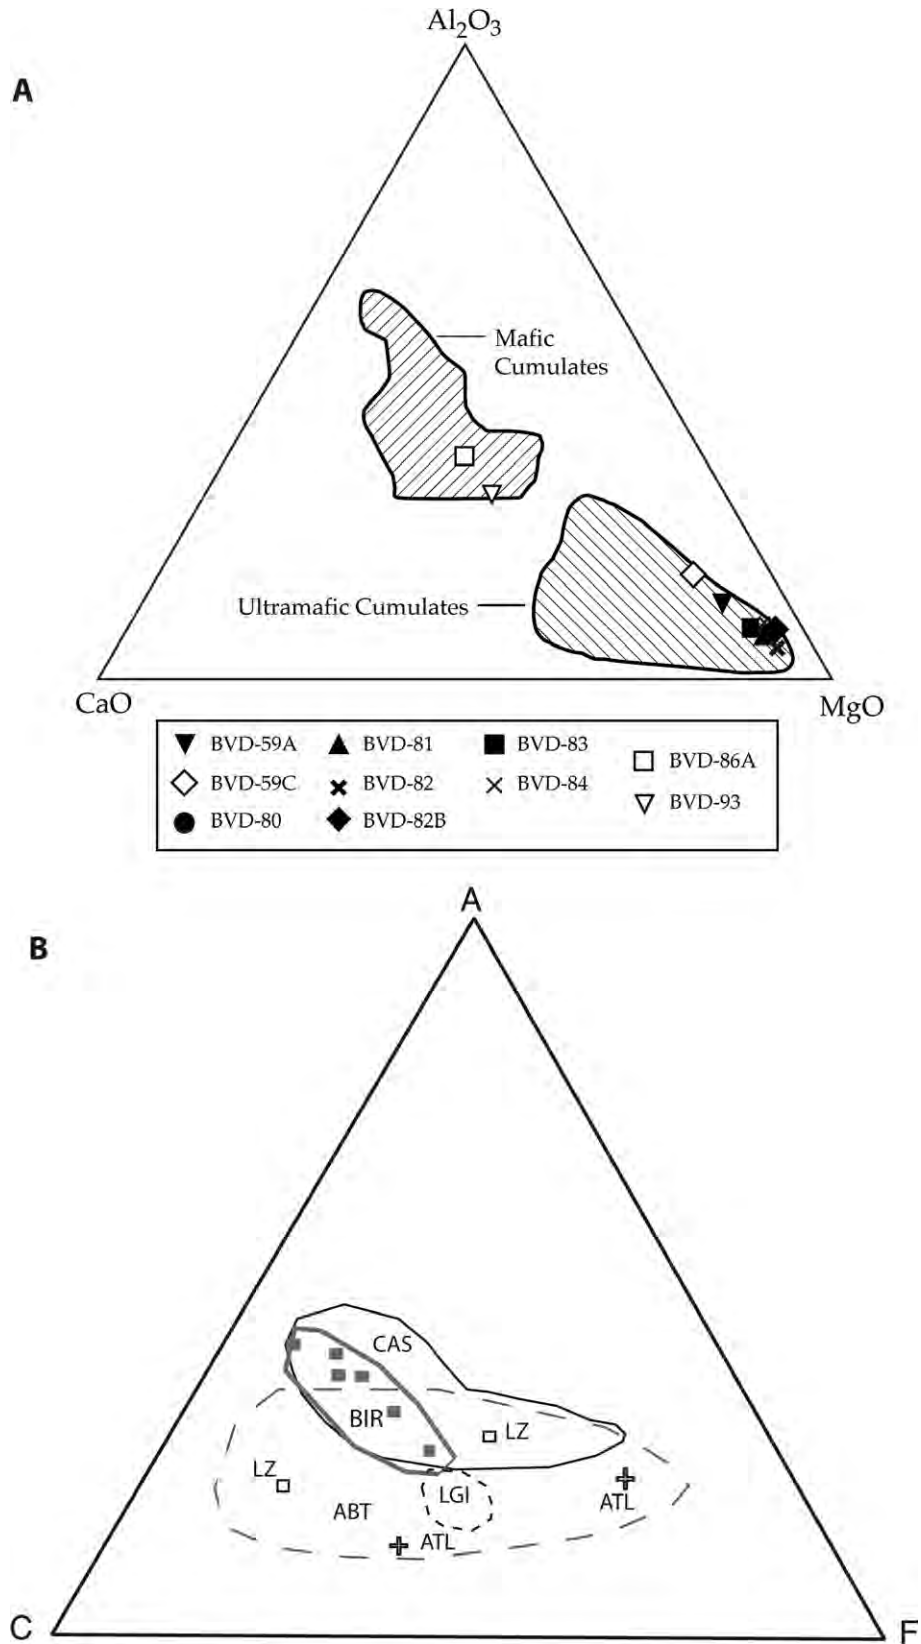 Al₂O₃
A
Mafic
Cumulates
Ultramafic Cumulates
CaO
MgO
BVD-59A
BVD-81
BVD-83
BVD-86A
BVD-59C
BVD-82
BVD-84
BVD-93
BVD-80
BVD-82B
A
B
CAS
BIR
LZ
LZ
LGI
ATL
ABT
ATL
C
F